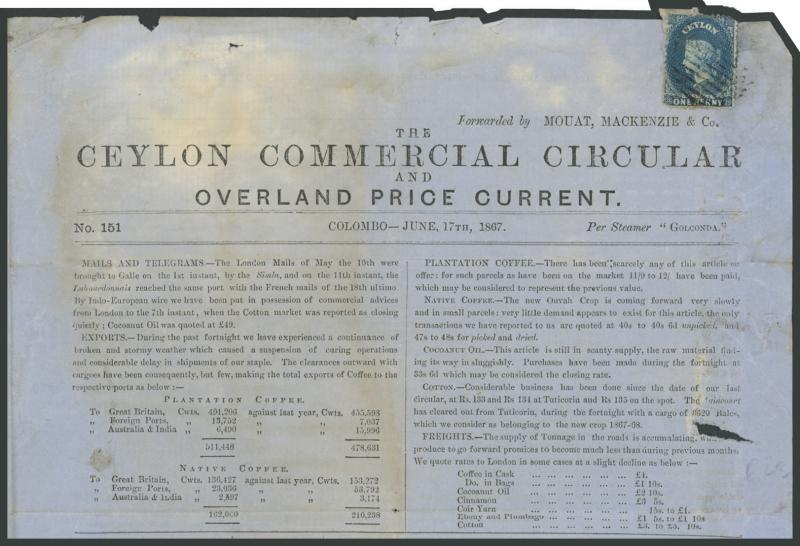 CEYLON
ONE PENNY
Forwarded by MOUAT, MACKENZIE & Co.
THE
CEYLON COMMERCIAL CIRCULAR
AND
OVERLAND PRICE CURRENT.
No. 151
COLOMBO—JUNE, 17TH, 1867.
Per Steamer "GOLCONDA."
MAILS AND TELEGRAMS.—The London Mails of May the 10th were
brought to Galle on the 1st instant, by the Simla, and on the 11th instant, the
Labourdonnais reached the same port with the French mails of the 18th ultimo.
By Indo-European wire we have been put in possession of commercial advices
from London to the 7th instant, when the Cotton market was reported as closing
quietly; Cocoanut Oil was quoted at £49.
EXPORTS.—During the past fortnight we have experienced a continuance of
broken and stormy weather which caused a suspension of curing operations
and considerable delay in shipments of our staple. The clearances outward with
cargoes have been consequently, but few, making the total exports of Coffee to the
respective ports as below :—
PLANTATION COFFEE.
To Great Britain, Cwts. 491,206 against last year, Cwts. 455,598
„ Foreign Ports, „ 13,752 „ „ 7,037
„ Australia & India „ 6,490 „ „ 15,996
511,448 478,631
NATIVE COFFEE.
To Great Britain, Cwts. 136,427 against last year, Cwts. 153,272
„ Foreign Ports, „ 23,036 „ „ 53,792
„ Australia & India „ 2,597 „ „ 3,174
162,060 210,238
PLANTATION COFFEE.—There has been scarcely any of this article on
offer: for such parcels as have been on the market 11/9 to 12/ have been paid,
which may be considered to represent the present value.
NATIVE COFFEE.—The new Ouvah Crop is coming forward very slowly
and in small parcels: very little demand appears to exist for this article, the only
transactions we have reported to us are quoted at 40s to 40s 6d unpicked, and
47s to 48s for picked and dried.
COCOANUT OIL.—This article is still in scanty supply, the raw material find-
ing its way in sluggishly. Purchases have been made during the fortnight at
33s 6d which may be considered the closing rate.
COTTON.—Considerable business has been done since the date of our last
circular, at Rs. 133 and Rs 134 at Tuticorin and Rs 135 on the spot. The
has cleared out from Tuticorin, during the fortnight with a cargo of 3620 Bales,
which we consider as belonging to the new crop 1867-68.
FREIGHTS.—The supply of Tonnage in the roads is accumulating,
produce to go forward promises to become much less than during previous months.
We quote rates to London in some cases at a slight decline as below :—
Coffee in Cask ... ... ... ... ... £4.
Do. in Bags ... ... ... ... ... £1 10s.
Cocoanut Oil ... ... ... ... ... £2 10s.
Cinnamon ... ... ... ... ... £3 5s.
Coir Yarn ... ... ... ... 15s. to £1.
Ebony and Plumbago ... ... ... £1 5s. to £1 10s
Cotton ... ... ... ... ... £3. to £3. 10s.